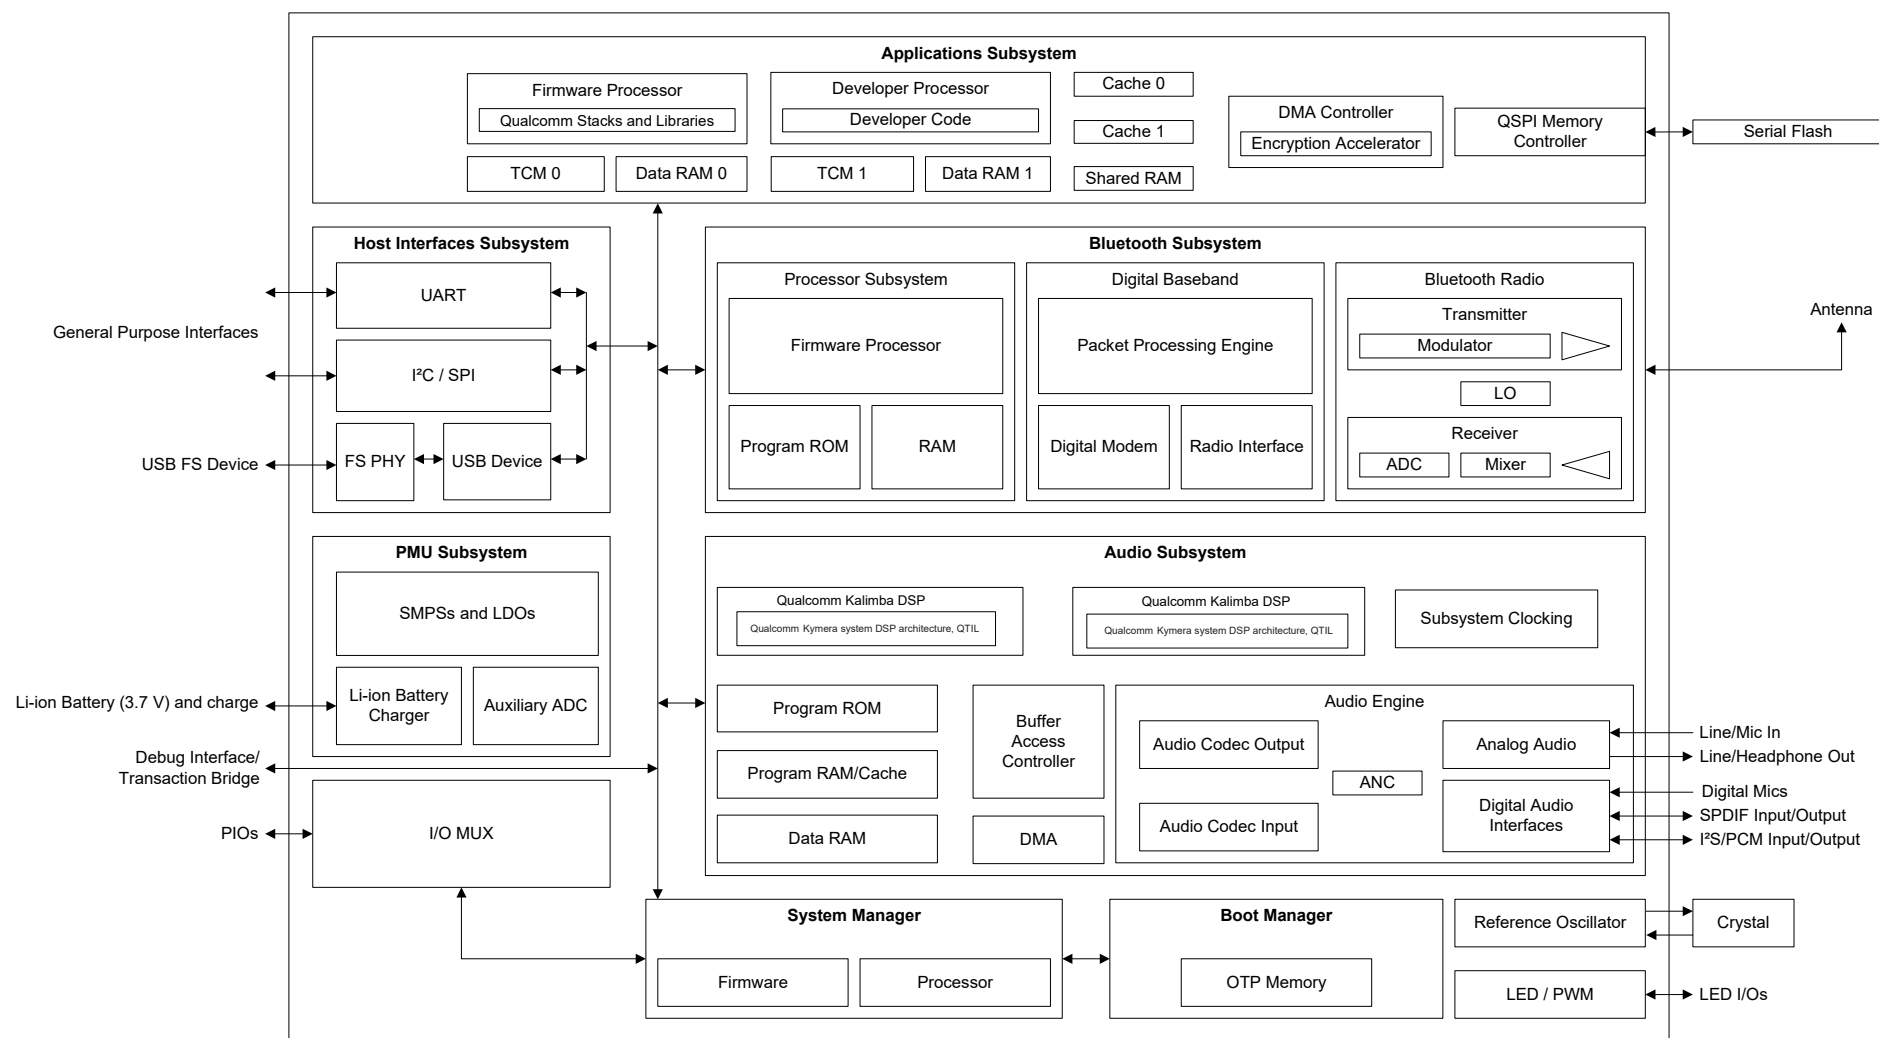 Applications Subsystem
Firmware Processor
Qualcomm Stacks and Libraries
Developer Processor
Developer Code
Cache 0
Cache 1
Shared RAM
TCM 0
Data RAM 0
TCM 1
Data RAM 1
DMA Controller
Encryption Accelerator
QSPI Memory
Controller
Serial Flash
Host Interfaces Subsystem
UART
General Purpose Interfaces
I²C / SPI
USB FS Device
FS PHY
USB Device
Bluetooth Subsystem
Processor Subsystem
Firmware Processor
Program ROM
RAM
Digital Baseband
Packet Processing Engine
Digital Modem
Radio Interface
Bluetooth Radio
Transmitter
Modulator
LO
Receiver
ADC
Mixer
Antenna
PMU Subsystem
SMPSs and LDOs
Li-ion Battery (3.7 V) and charge
Li-ion Battery
Charger
Auxiliary ADC
Debug Interface/
Transaction Bridge
PIOs
I/O MUX
Audio Subsystem
Qualcomm Kalimba DSP
Qualcomm Kymera system DSP architecture, QTIL
Qualcomm Kalimba DSP
Qualcomm Kymera system DSP architecture, QTIL
Subsystem Clocking
Program ROM
Program RAM/Cache
Data RAM
Buffer
Access
Controller
DMA
Audio Engine
Audio Codec Output
Audio Codec Input
ANC
Analog Audio
Digital Audio
Interfaces
Line/Mic In
Line/Headphone Out
Digital Mics
SPDIF Input/Output
I²S/PCM Input/Output
System Manager
Firmware
Processor
Boot Manager
OTP Memory
Reference Oscillator
Crystal
LED / PWM
LED I/Os